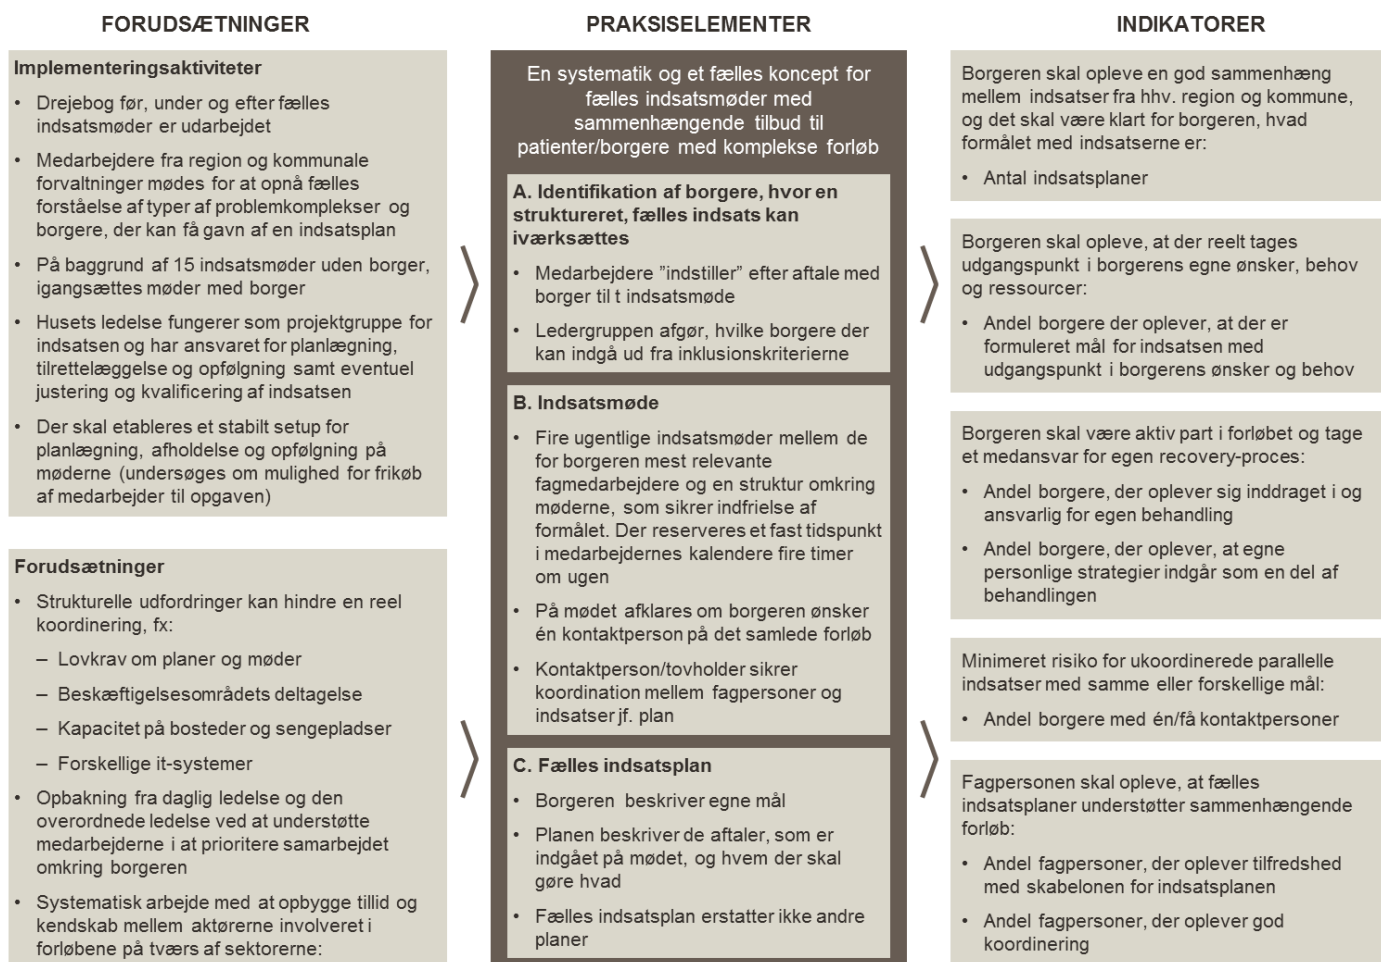 FORUDSÆTNINGER
Implementeringsaktiviteter
• Drejebog før, under og efter fælles
indsatsmøder er udarbejdet
• Medarbejdere fra region og kommunale
forvaltninger mødes for at opnå fælles
forståelse af typer af problemkomplekser og
borgere, der kan få gavn af en indsatsplan
• På baggrund af 15 indsatsmøder uden borger,
igangsættes møder med borger
• Husets ledelse fungerer som projektgruppe for
indsatsen og har ansvaret for planlægning,
tilrettelæggelse og opfølgning samt eventuel
justering og kvalificering af indsatsen
• Der skal etableres et stabilt setup for
planlægning, afholdelse og opfølgning på
møderne (undersøges om mulighed for frikøb
af medarbejder til opgaven)
Forudsætninger
• Strukturelle udfordringer kan hindre en reel
koordinering, fx:
– Lovkrav om planer og møder
– Beskæftigelsesområdets deltagelse
– Kapacitet på bosteder og sengepladser
– Forskellige it-systemer
• Opbakning fra daglig ledelse og den
overordnede ledelse ved at understøtte
medarbejderne i at prioritere samarbejdet
omkring borgeren
• Systematisk arbejde med at opbygge tillid og
kendskab mellem aktørerne involveret i
forløbene på tværs af sektorerne:
PRAKSISELEMENTER
En systematik og et fælles koncept for
fælles indsatsmøder med
sammenhængende tilbud til
patienter/borgere med komplekse forløb
A. Identifikation af borgere, hvor en
struktureret, fælles indsats kan
iværksættes
• Medarbejdere ”indstiller” efter aftale med
borger til t indsatsmøde
• Ledergruppen afgør, hvilke borgere der
kan indgå ud fra inklusionskriterierne
B. Indsatsmøde
• Fire ugentlige indsatsmøder mellem de
for borgeren mest relevante
fagmedarbejdere og en struktur omkring
møderne, som sikrer indfrielse af
formålet. Der reserveres et fast tidspunkt
i medarbejdernes kalendere fire timer
om ugen
• På mødet afklares om borgeren ønsker
én kontaktperson på det samlede forløb
• Kontaktperson/tovholder sikrer
koordination mellem fagpersoner og
indsatser jf. plan
C. Fælles indsatsplan
• Borgeren beskriver egne mål
• Planen beskriver de aftaler, som er
indgået på mødet, og hvem der skal
gøre hvad
• Fælles indsatsplan erstatter ikke andre
planer
INDIKATORER
Borgeren skal opleve en god sammenhæng
mellem indsatser fra hhv. region og kommune,
og det skal være klart for borgeren, hvad
formålet med indsatserne er:
• Antal indsatsplaner
Borgeren skal opleve, at der reelt tages
udgangspunkt i borgerens egne ønsker, behov
og ressourcer:
• Andel borgere der oplever, at der er
formuleret mål for indsatsen med
udgangspunkt i borgerens ønsker og behov
Borgeren skal være aktiv part i forløbet og tage
et medansvar for egen recovery-proces:
• Andel borgere, der oplever sig inddraget i og
ansvarlig for egen behandling
• Andel borgere, der oplever, at egne
personlige strategier indgår som en del af
behandlingen
Minimeret risiko for ukoordinerede parallelle
indsatser med samme eller forskellige mål:
• Andel borgere med én/få kontaktpersoner
Fagpersonen skal opleve, at fælles
indsatsplaner understøtter sammenhængende
forløb:
• Andel fagpersoner, der oplever tilfredshed
med skabelonen for indsatsplanen
• Andel fagpersoner, der oplever god
koordinering